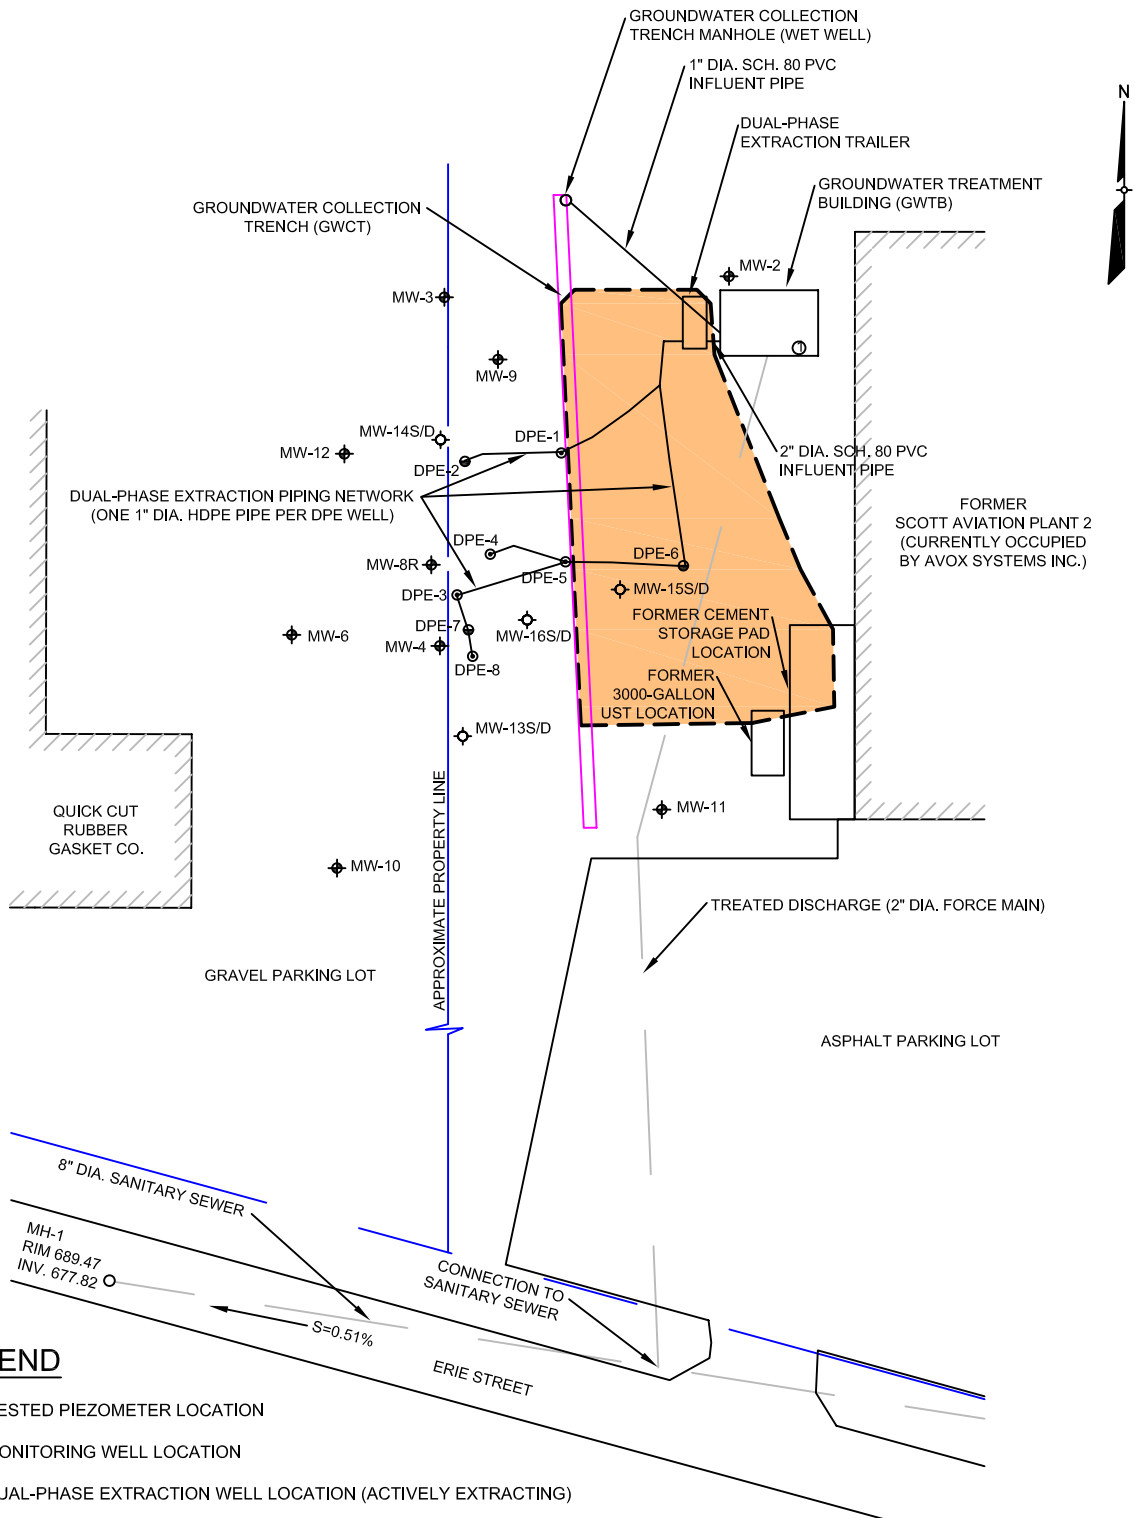 GROUNDWATER COLLECTION
TRENCH MANHOLE (WET WELL)
1" DIA. SCH. 80 PVC
INFLUENT PIPE
N
DUAL-PHASE
EXTRACTION TRAILER
GROUNDWATER TREATMENT
BUILDING (GWTB)
GROUNDWATER COLLECTION
TRENCH (GWCT)
MW-2
MW-3
1
MW-9
MW-14S/D
DPE-1
MW-12
DPE-2
2" DIA. SCH. 80 PVC
INFLUENT PIPE
DUAL-PHASE EXTRACTION PIPING NETWORK
(ONE 1" DIA. HDPE PIPE PER DPE WELL)
FORMER
SCOTT AVIATION PLANT 2
(CURRENTLY OCCUPIED
BY AVOX SYSTEMS INC.)
DPE-4
DPE-6
MW-8R
DPE-5
DPE-3
MW-15S/D
FORMER CEMENT
STORAGE PAD
LOCATION
DPE-7
MW-16S/D
MW-6
MW-4
DPE-8
FORMER
3000-GALLON
UST LOCATION
MW-13S/D
APPROXIMATE PROPERTY LINE
QUICK CUT
RUBBER
GASKET CO.
MW-11
MW-10
TREATED DISCHARGE (2" DIA. FORCE MAIN)
GRAVEL PARKING LOT
ASPHALT PARKING LOT
8" DIA. SANITARY SEWER
MH-1
RIM 689.47
INV. 677.82
CONNECTION TO
SANITARY SEWER
S=0.51%
ERIE STREET
END
ESTED PIEZOMETER LOCATION
ONITORING WELL LOCATION
UAL-PHASE EXTRACTION WELL LOCATION (ACTIVELY EXTRACTING)